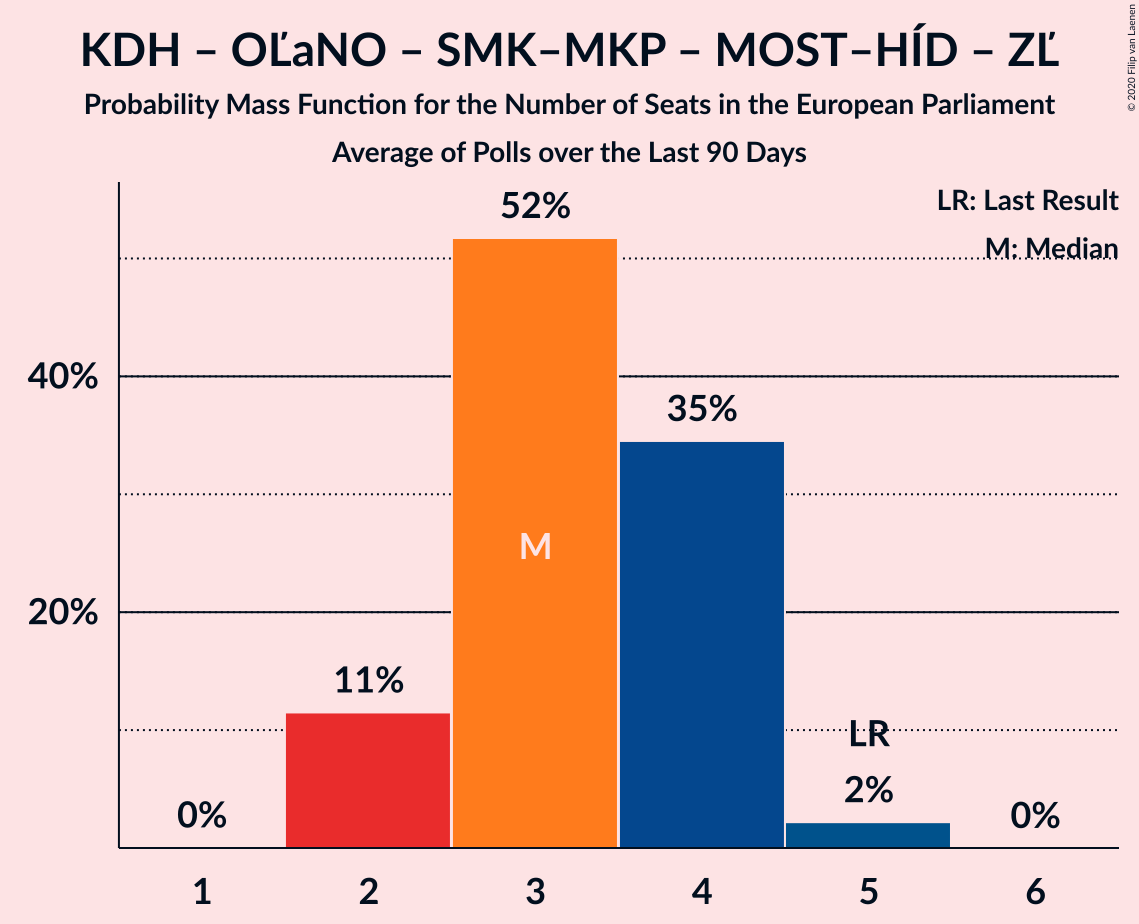 KDH – OĽaNO – SMK–MKP – MOST–HÍD – ZĽ
Probability Mass Function for the Number of Seats in the European Parliament
Average of Polls over the Last 90 Days
© 2020 Filip van Laenen
LR: Last Result
M: Median
52%
40%
35%
M
20%
11%
LR
2%
0%
0%
1 2 3 4 5 6